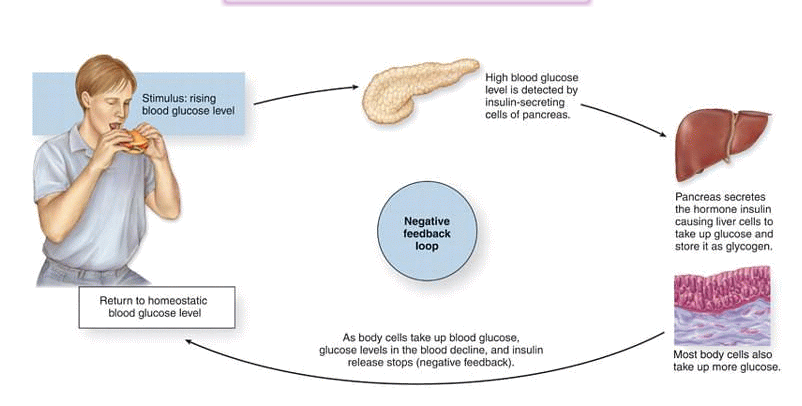 Stimulus: rising
blood glucose level
High blood glucose
level is detected by
insulin-secreting
cells of pancreas.
Negative
feedback
loop
Pancreas secretes
the hormone insulin
causing liver cells to
take up glucose and
store it as glycogen.
Most body cells also
take up more glucose.
As body cells take up blood glucose,
glucose levels in the blood decline, and insulin
release stops (negative feedback).
Return to homeostatic
blood glucose level